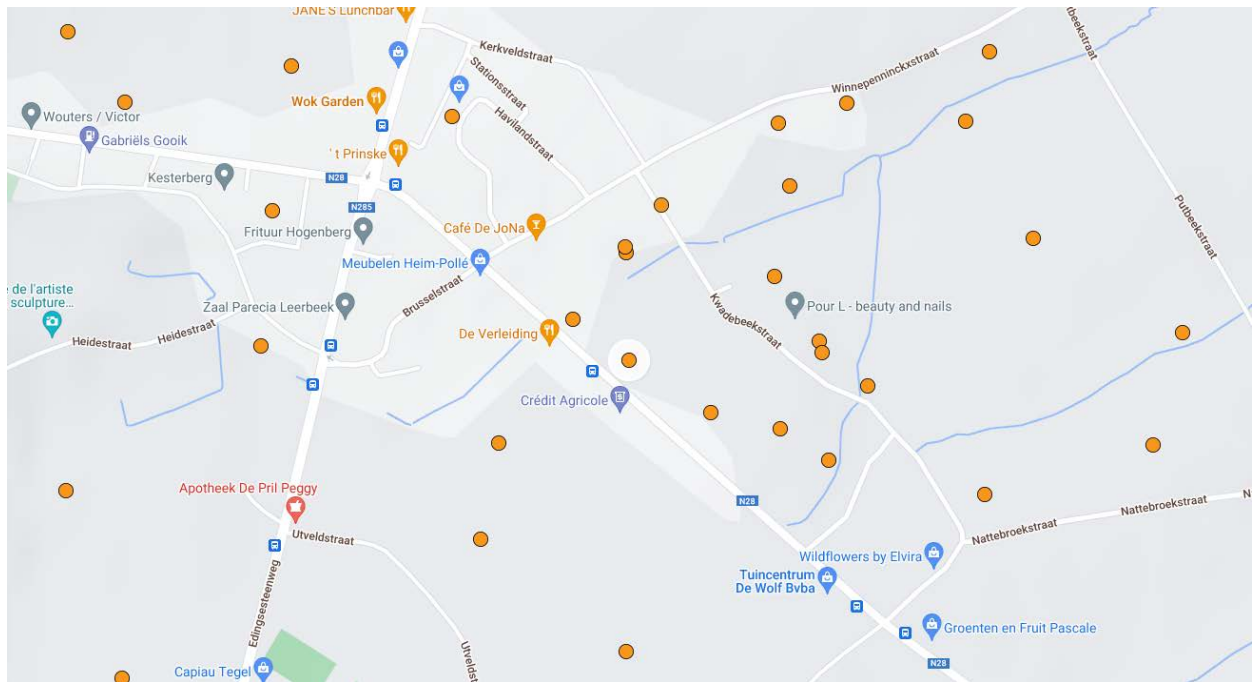 JANE'S Lunchbar
Kerkveldstraat
Putbeekstraat
Stationsstraat
Winnepenninckxstraat
Wok Garden
Wouters / Victor
Havilandstraat
Gabriëls Gooik
't Prinske
Kesterberg
N28
N285
Putbeekstraat
Café De JoNa
Frituur Hogenberg
Meubelen Heim-Pollé
de l'artiste
sculpture...
Brusselstraat
Zaal Parecia Leerbeek
Kwadebeekstraat
Pour L - beauty and nails
Heidestraat
Heidestraat
De Verleiding
Crédit Agricole
Apotheek De Pril Peggy
N28
Nattebroekstraat
Nattebroekstraat
N
Utveldstraat
Wildflowers by Elvira
Tuincentrum
De Wolf Bvba
Edingsesteenweg
Groenten en Fruit Pascale
Utveldst
N28
Capiau Tegel